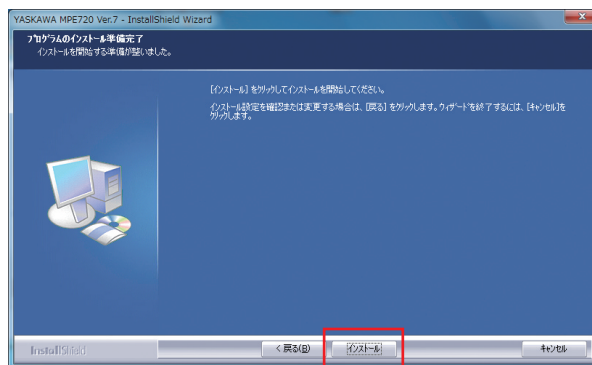 YASKAWA MPE720 Ver.7 - InstallShield Wizard
プログラムのインストール準備完了
インストールを開始する準備が整いました。
[インストール] をクリックしてインストールを開始してください。
インストール設定を確認または変更する場合は、[戻る] をクリックします。ウィザードを終了するには、[キャンセル]を
クリックします。
InstallShield
< 戻る(B)
インストール
キャンセル